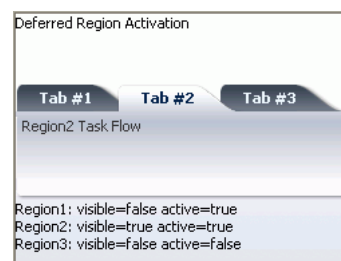 Deferred Region Activation
Tab #1 Tab #2 Tab #3
Region2 Task Flow
Region1: visible=false active=true
Region2: visible=true active=true
Region3: visible=false active=false